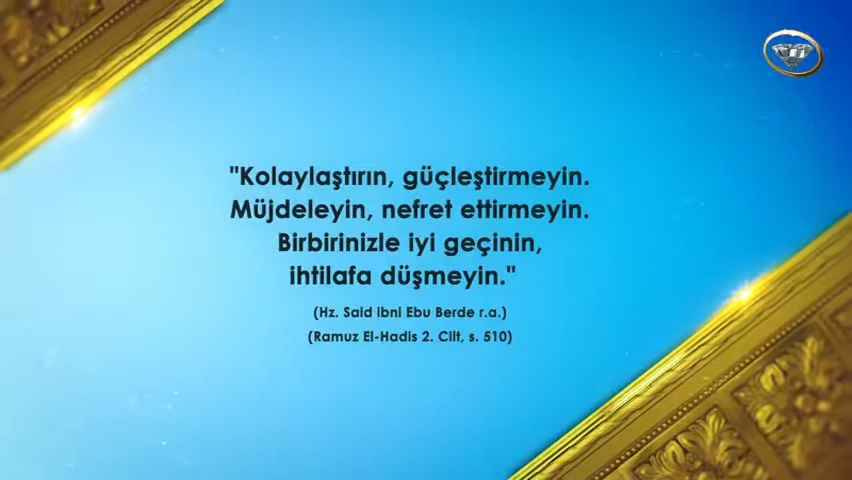 "Kolaylaştırın, güçleştirmeyin.
Müjdeleyin, nefret ettirmeyin.
Birbirinizle iyi geçinin,
ihtilafa düşmeyin."
(Hz. Said ibni Ebu Berde r.a.)
(Ramuz El-Hadis 2. Cilt, s. 510)